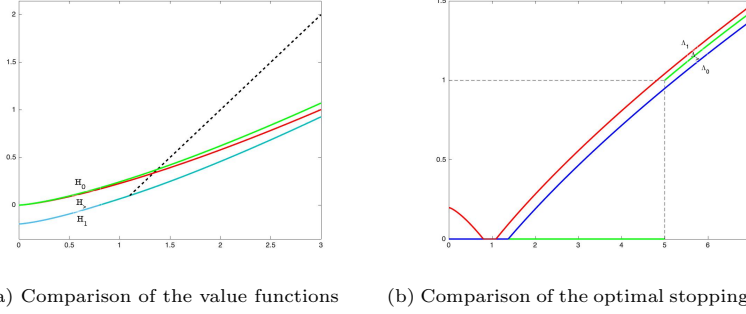 2
1.5
1
0.5
0
0 0.5 1 1.5 2 2.5 3
H0
H>
H1
1.5
1
0.5
0
0 1 2 3 4 5 6
Λ1
Λ0
) Comparison of the value functions
(b) Comparison of the optimal stopping